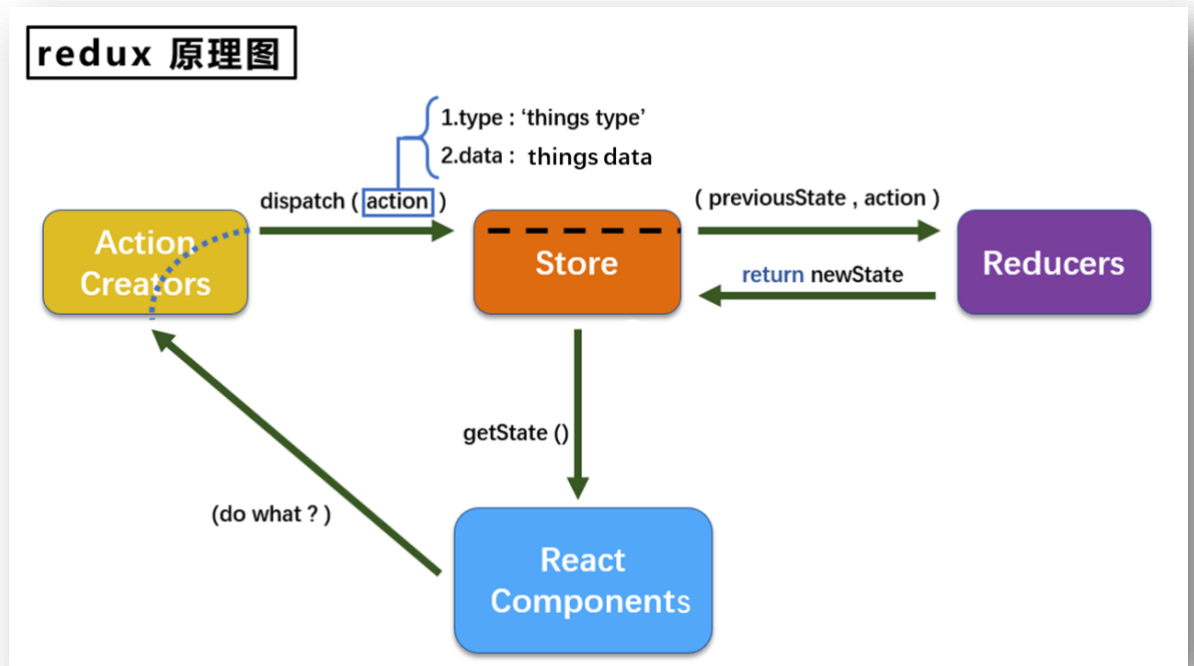 redux 原理图
1.type : ‘things type’
2.data : things data
dispatch ( action )
( previousState , action )
Action
Creators
Store
Reducers
return newState
getState ()
(do what ? )
React
Components